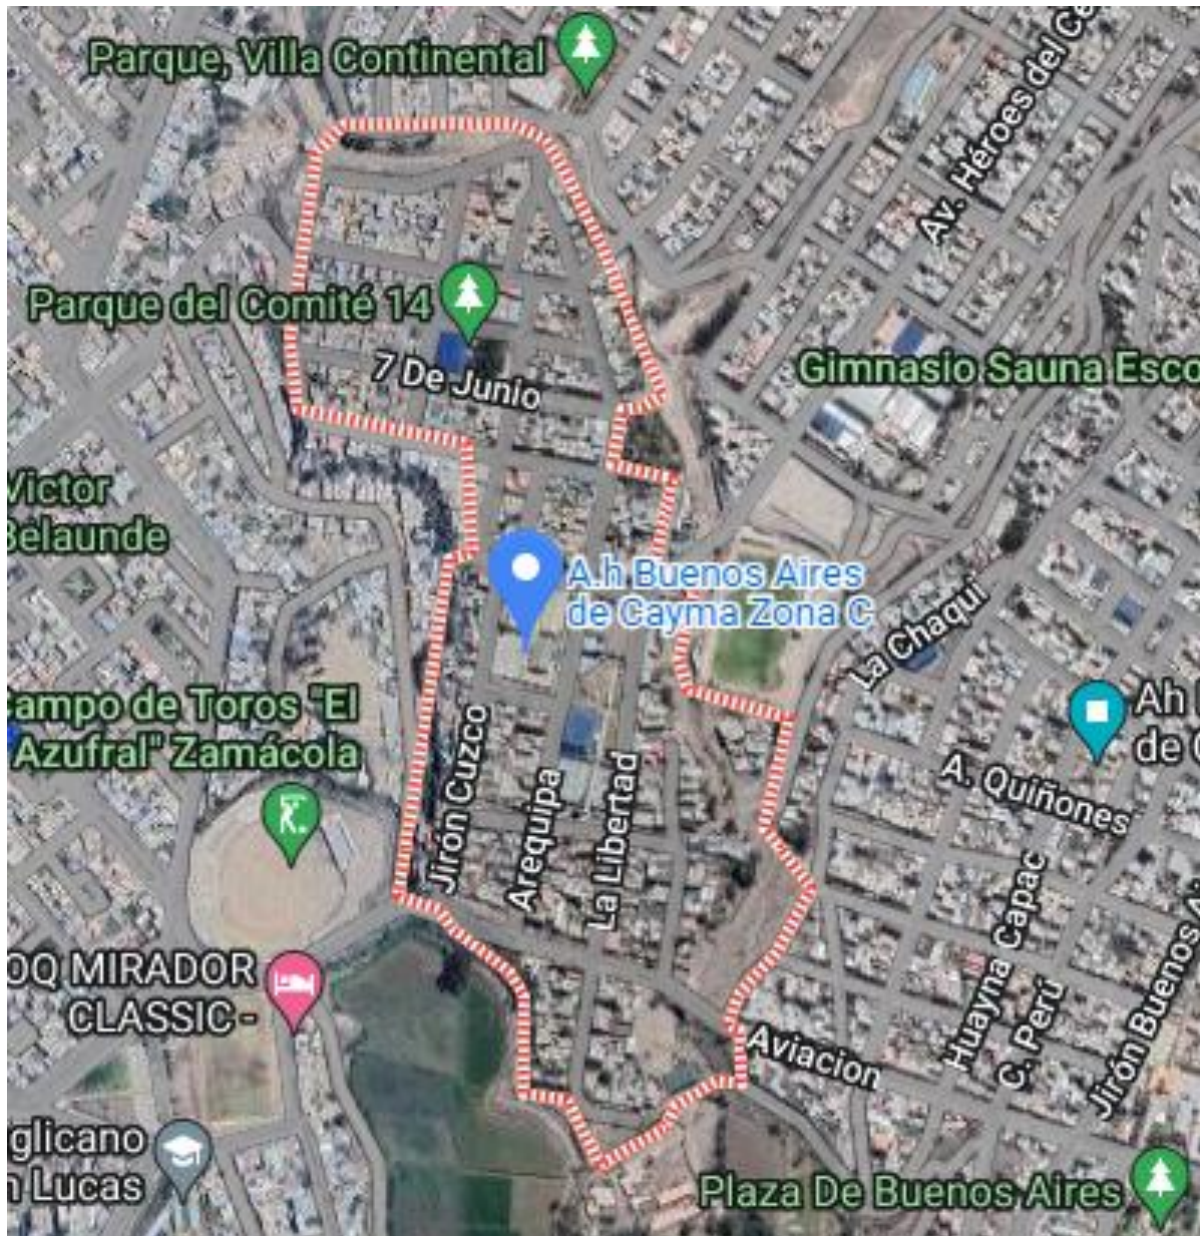 Parque, Villa Continental
Av. Héroes del Ce
Parque del Comité 14
7 De Junio
Gimnasio Sauna Esco
Victor
Belaunde
A.h Buenos Aires
de Cayma Zona C
La Chaqui
Campo de Toros "El
Azufral" Zamácola
Ah
de C
Jirón Cuzco
Arequipa
La Libertad
A. Quiñones
OQ MIRADOR
CLASSIC -
Huayna Capac
C. Perú
Jirón Buenos A
Aviacion
glicano
n Lucas
Plaza De Buenos Aires